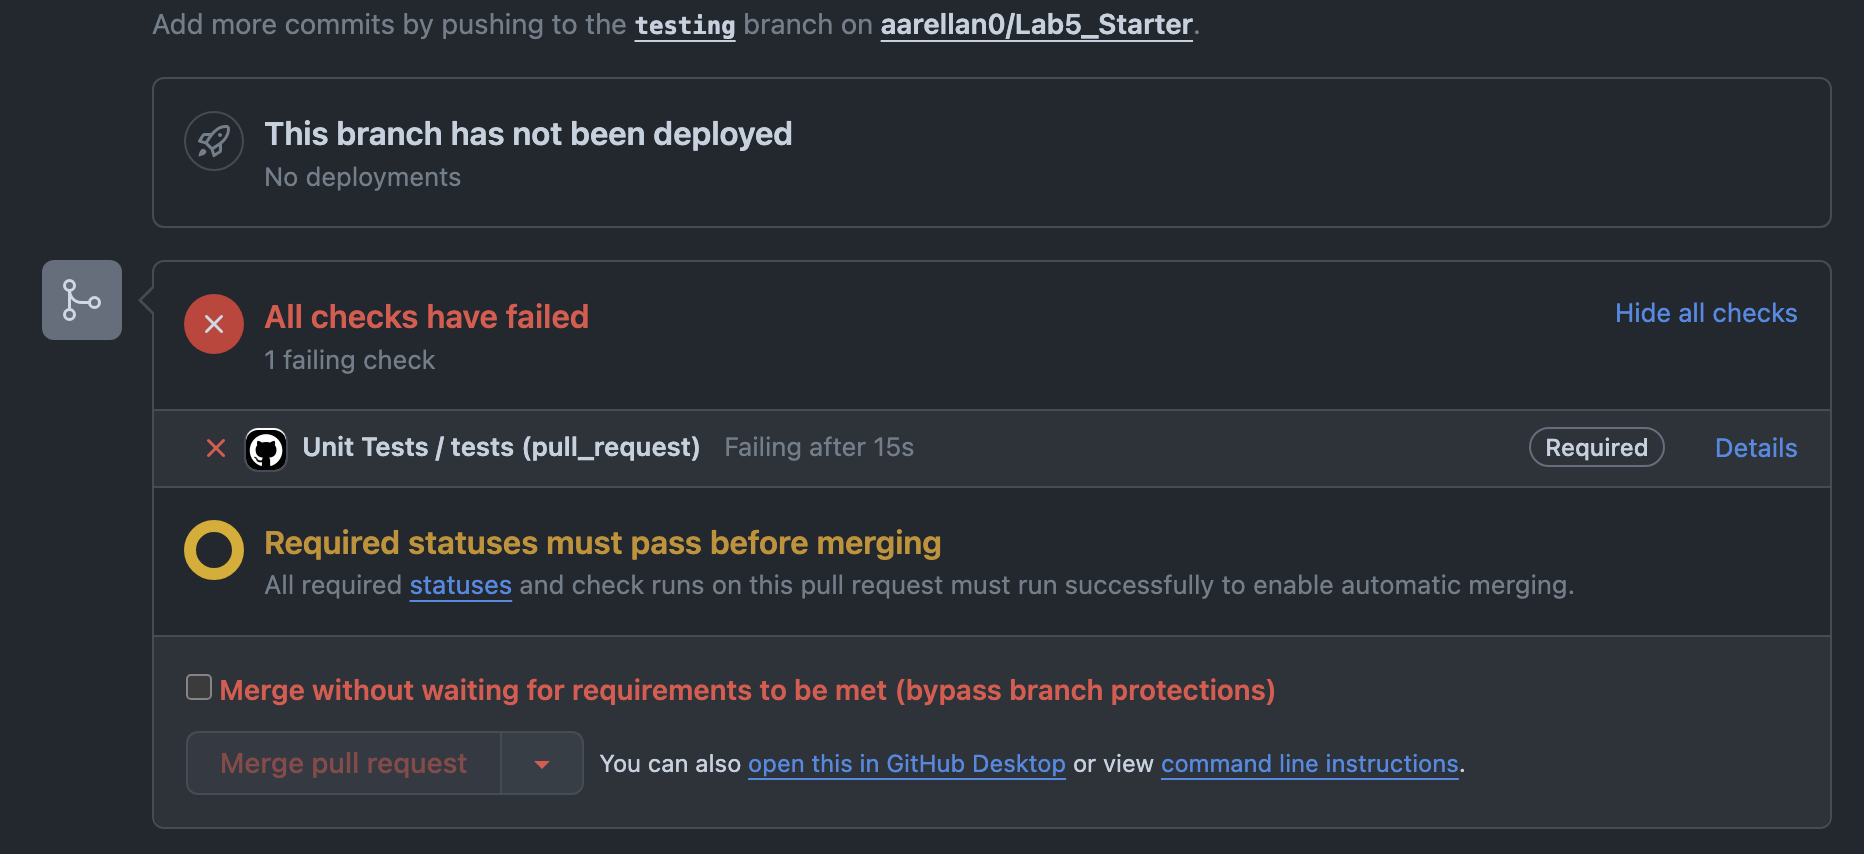 Add more commits by pushing to the testing branch on aarellan0/Lab5_Starter.
This branch has not been deployed
No deployments
All checks have failed
Hide all checks
1 failing check
Unit Tests / tests (pull_request) Failing after 15s Required Details
Required statuses must pass before merging
All required statuses and check runs on this pull request must run successfully to enable automatic merging.
Merge without waiting for requirements to be met (bypass branch protections)
Merge pull request You can also open this in GitHub Desktop or view command line instructions.